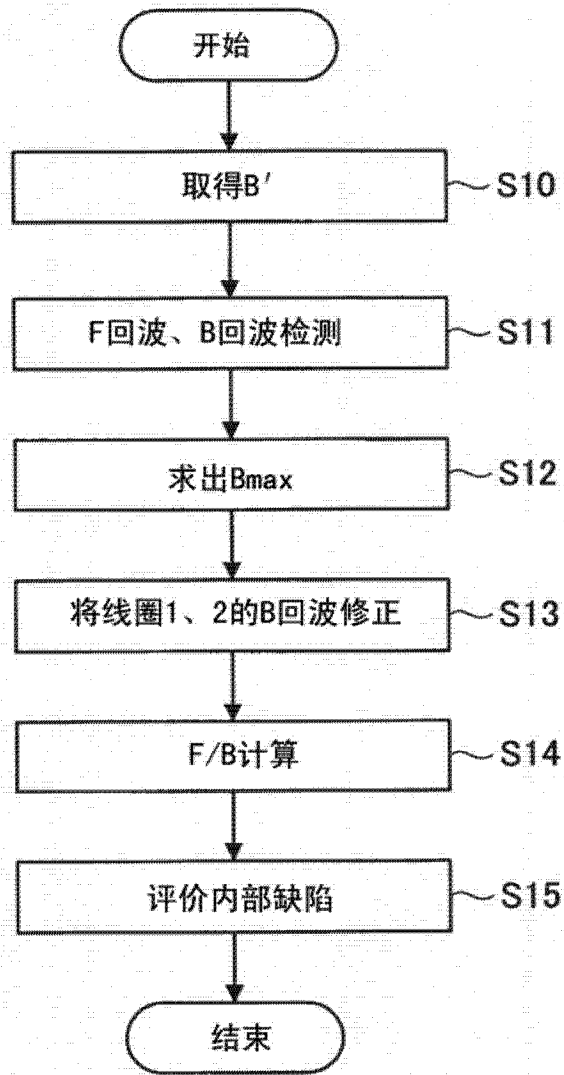 开始
取得B′
S10
F回波、B回波检测
S11
求出Bmax
S12
将线圈1、2的B回波修正
S13
F/B计算
S14
评价内部缺陷
S15
结束